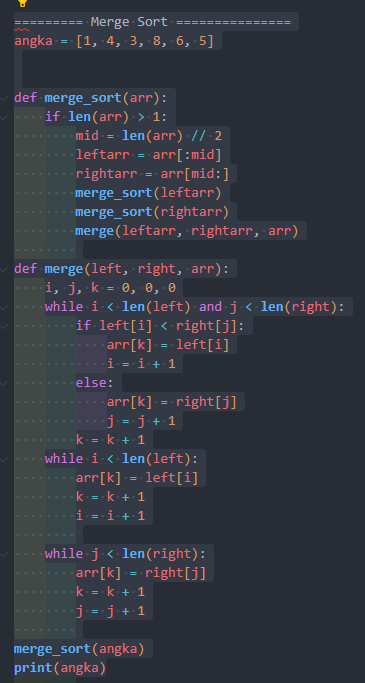 ========= Merge Sort ===============
angka = [1, 4, 3, 8, 6, 5]
def merge_sort(arr):
    if len(arr) > 1:
        mid = len(arr) // 2
        leftarr = arr[:mid]
        rightarr = arr[mid:]
        merge_sort(leftarr)
        merge_sort(rightarr)
        merge(leftarr, rightarr, arr)
def merge(left, right, arr):
    i, j, k = 0, 0, 0
    while i < len(left) and j < len(right):
        if left[i] < right[j]:
            arr[k] = left[i]
            i = i + 1
        else:
            arr[k] = right[j]
            j = j + 1
        k = k + 1
    while i < len(left):
        arr[k] = left[i]
        k = k + 1
        i = i + 1
    while j < len(right):
        arr[k] = right[j]
        k = k + 1
        j = j + 1
merge_sort(angka)
print(angka)